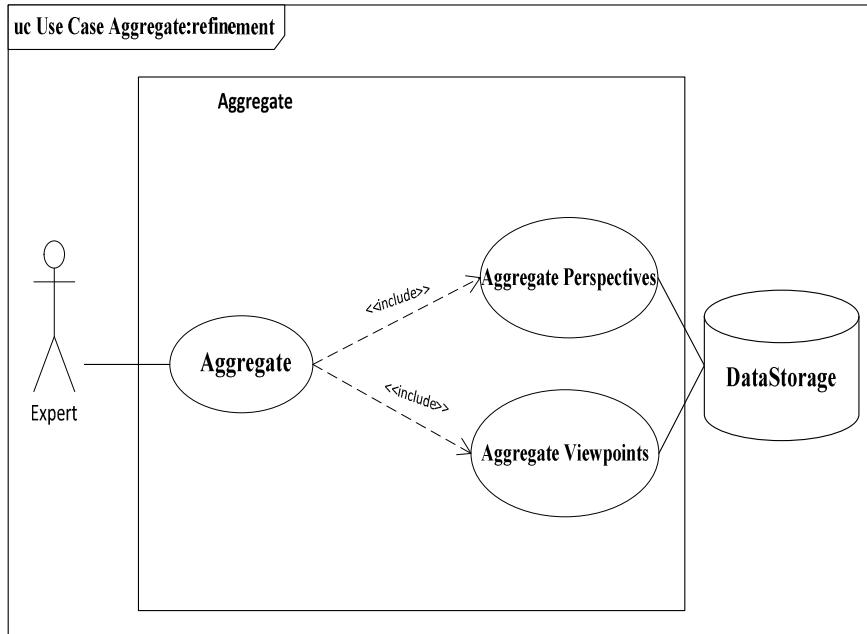 uc Use Case Aggregate:refinement
Aggregate
Aggregate Perspectives
<<include>>
Aggregate
DataStorage
<<include>>
Expert
Aggregate Viewpoints